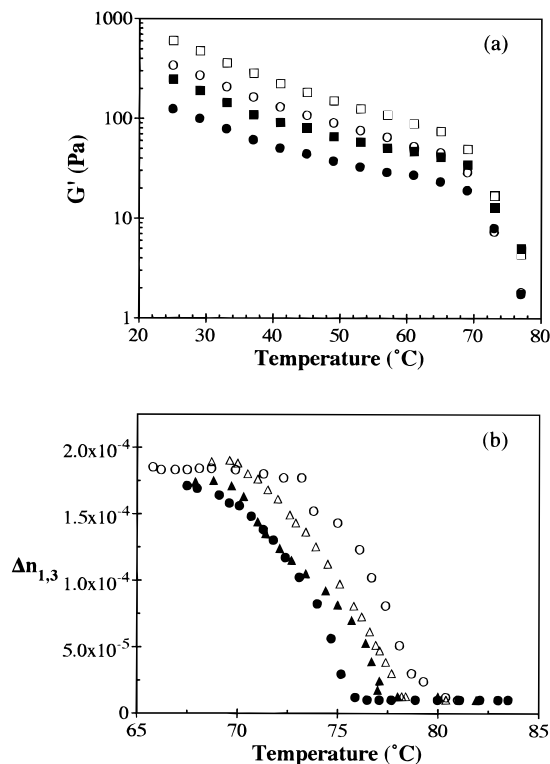 (a)
1000
100
10
1
G' (Pa)
20 30 40 50 60 70 80
Temperature (˚C)
(b)
2.0x10-4
1.5x10-4
1.0x10-4
5.0x10-5
0
Δn1,3
65 70 75 80 85
Temperature (˚C)